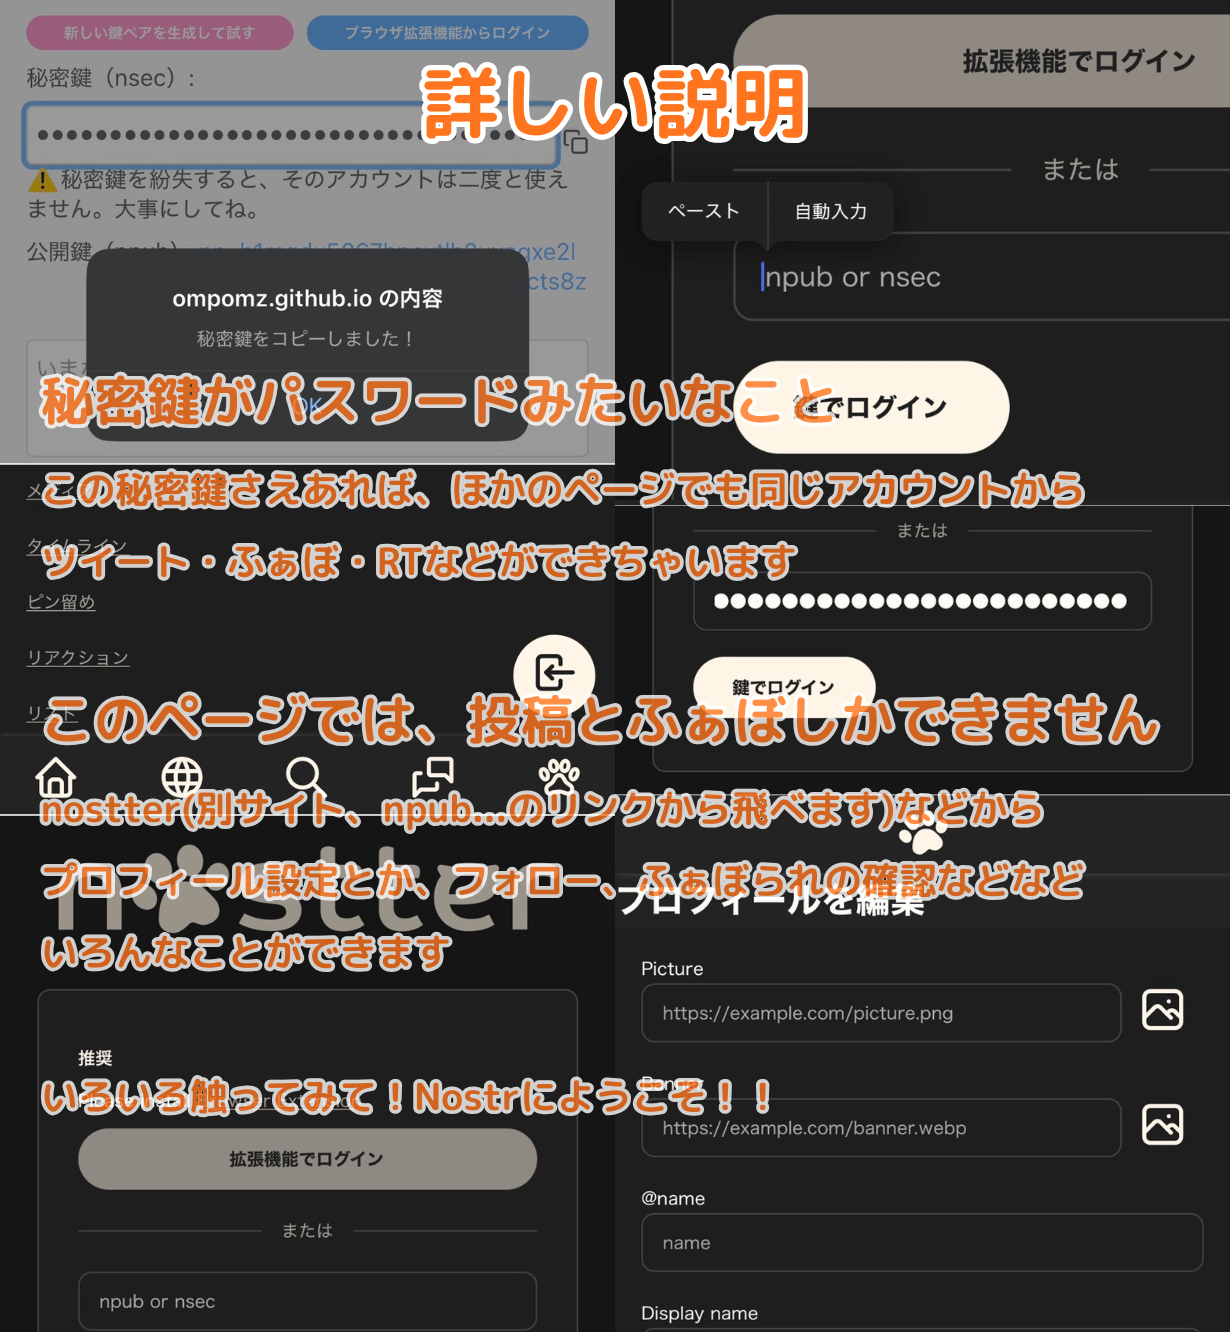 新しい鍵ペアを生成して試す
ブラウザ拡張機能からログイン
秘密鍵（nsec）:
詳しい説明
⚠️秘密鍵を紛失すると、そのアカウントは二度と使え
ません。大事にしてね。
公開鍵
cts8z
ompomz.github.io の内容
秘密鍵をコピーしました！
OK
拡張機能でログイン
または
ペースト
自動入力
npub or nsec
鍵でログイン
秘密鍵がパスワードみたいなこと
この秘密鍵さえあれば、ほかのページでも同じアカウントから
ツイート・ふぁぼ・RTなどができちゃいます
タイムライン
ピン留め
リアクション
リスト
または
鍵でログイン
このページでは、投稿とふぁぼしかできません
nostter(別サイト、npub...のリンクから飛べます)などから
プロフィール設定とか、フォロー、ふぁぼられの確認などなど
いろんなことができます
nostter
推奨
いろいろ触ってみて！Nostrにようこそ！！
拡張機能でログイン
または
npub or nsec
プロフィールを編集
Picture
https://example.com/picture.png
Banner
https://example.com/banner.webp
@name
name
Display name